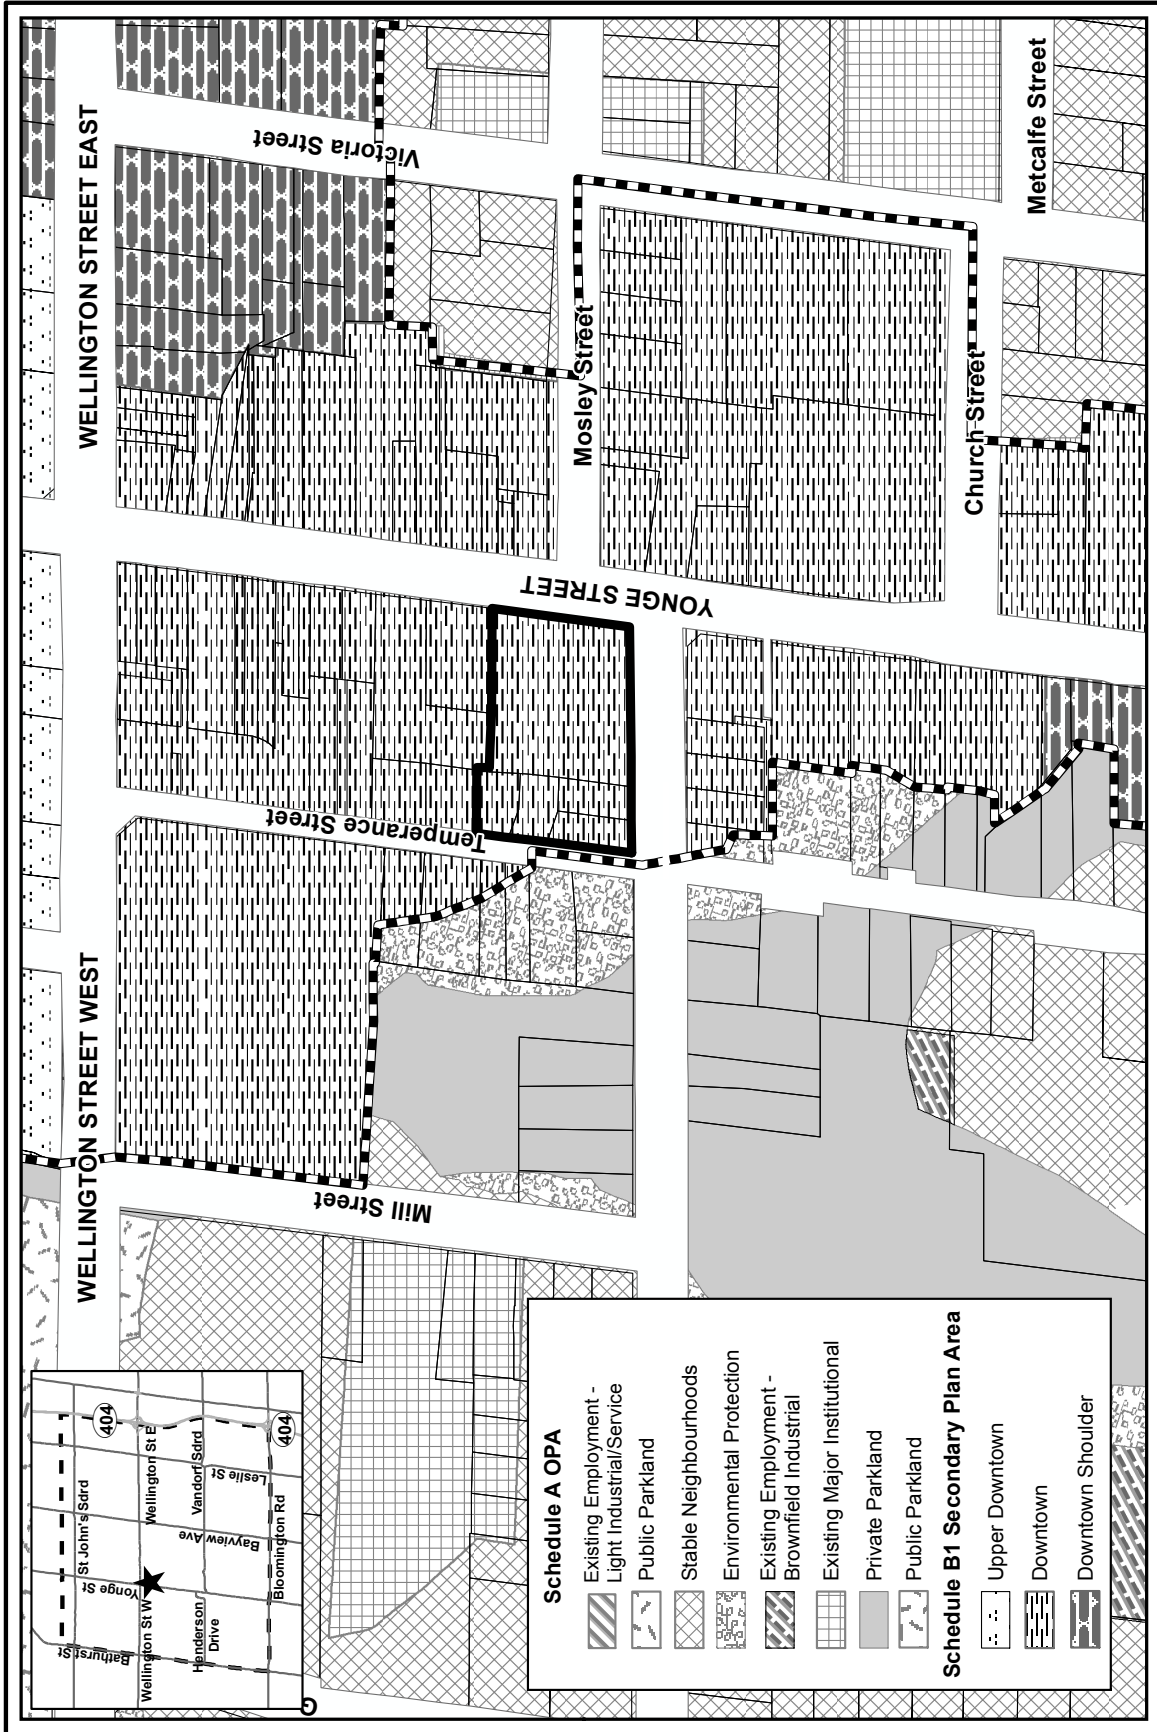 WELLINGTON STREET WEST
WELLINGTON STREET EAST
Mill Street
Temperance Street
YONGE STREET
Victoria Street
Mosley Street
Church Street
Metcalfe Street
St John's Sdrd
Wellington St W
Wellington St E
Vandorf Sdrd
Henderson
Drive
Bloomington Rd
Bathurst St
Yonge St
Bayview Ave
Leslie St
404
404
G
Schedule A OPA
Existing Employment -
Light Industrial/Service
Public Parkland
Stable Neighbourhoods
Environmental Protection
Existing Employment -
Brownfield Industrial
Existing Major Institutional
Private Parkland
Public Parkland
Schedule B1 Secondary Plan Area
Upper Downtown
Downtown
Downtown Shoulder